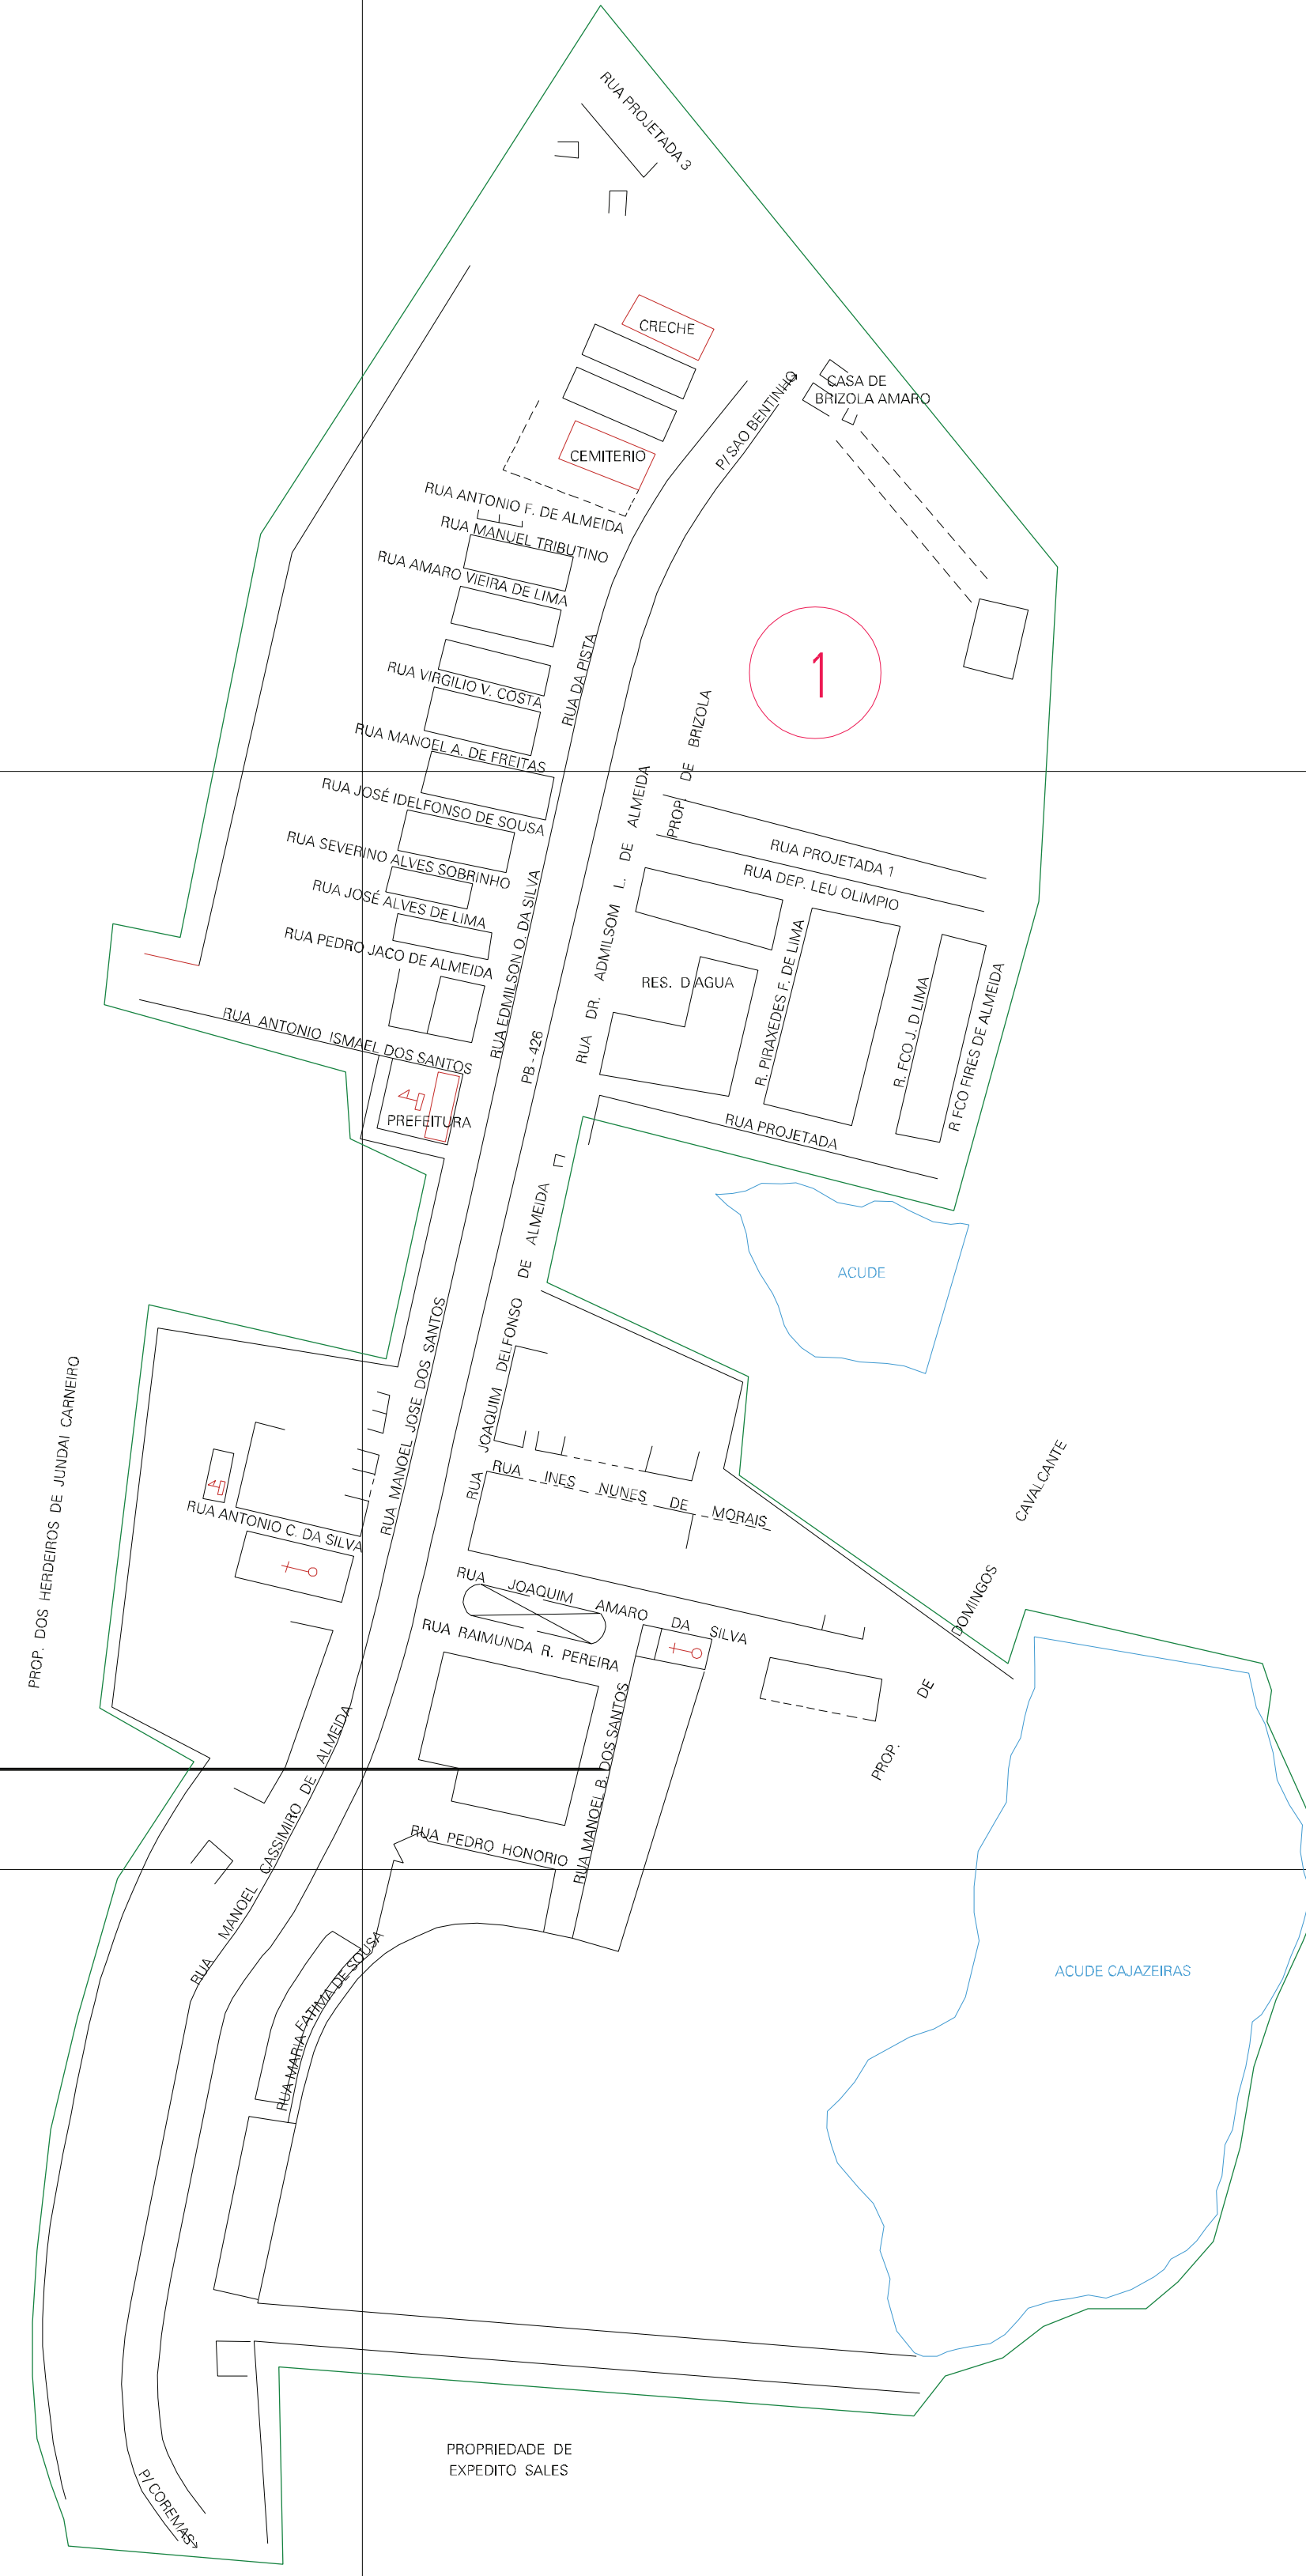 RUA PROJETADA 3
CRECHE
P/ SAO BENTINHO
CASA DE
BRIZOLA AMARO
CEMITERIO
RUA ANTONIO F. DE ALMEIDA
RUA MANUEL TRIBUTINO
RUA AMARO VIEIRA DE LIMA
RUA DA PISTA
1
RUA VIRGILIO V. COSTA
PROP. DE BRIZOLA
RUA MANOEL A. DE FREITAS
RUA JOSÉ IDELFONSO DE SOUSA
RUA SEVERINO ALVES SOBRINHO
RUA JOSÉ ALVES DE LIMA
RUA PEDRO JACO DE ALMEIDA
RUA EDMILSON O. DA SILVA
RUA DR. ADMILSOM L. DE ALMEIDA
RUA PROJETADA 1
RUA DEP. LEU OLIMPIO
RES. D AGUA
R. PIRAXEDES F. DE LIMA
R. FCO J. D LIMA
R FCO FIRES DE ALMEIDA
RUA ANTONIO ISMAEL DOS SANTOS
PB - 426
PREFEITURA
RUA PROJETADA
ACUDE
RUA JOAQUIM DELFONSO DE ALMEIDA
RUA MANOEL JOSE DOS SANTOS
PROP. DOS HERDEIROS DE JUNDAI CARNEIRO
RUA INES NUNES DE MORAIS
RUA ANTONIO C. DA SILVA
PROP. DE DOMINGOS CAVALCANTE
RUA JOAQUIM AMARO DA SILVA
RUA RAIMUNDA R. PEREIRA
RUA MANOEL B. DOS SANTOS
RUA MANOEL CASSIMIRO DE ALMEIDA
RUA PEDRO HONORIO
RUA MARIA FATIMA DE SOUSA
ACUDE CAJAZEIRAS
PROPRIEDADE DE
EXPEDITO SALES
P/ COREMAS